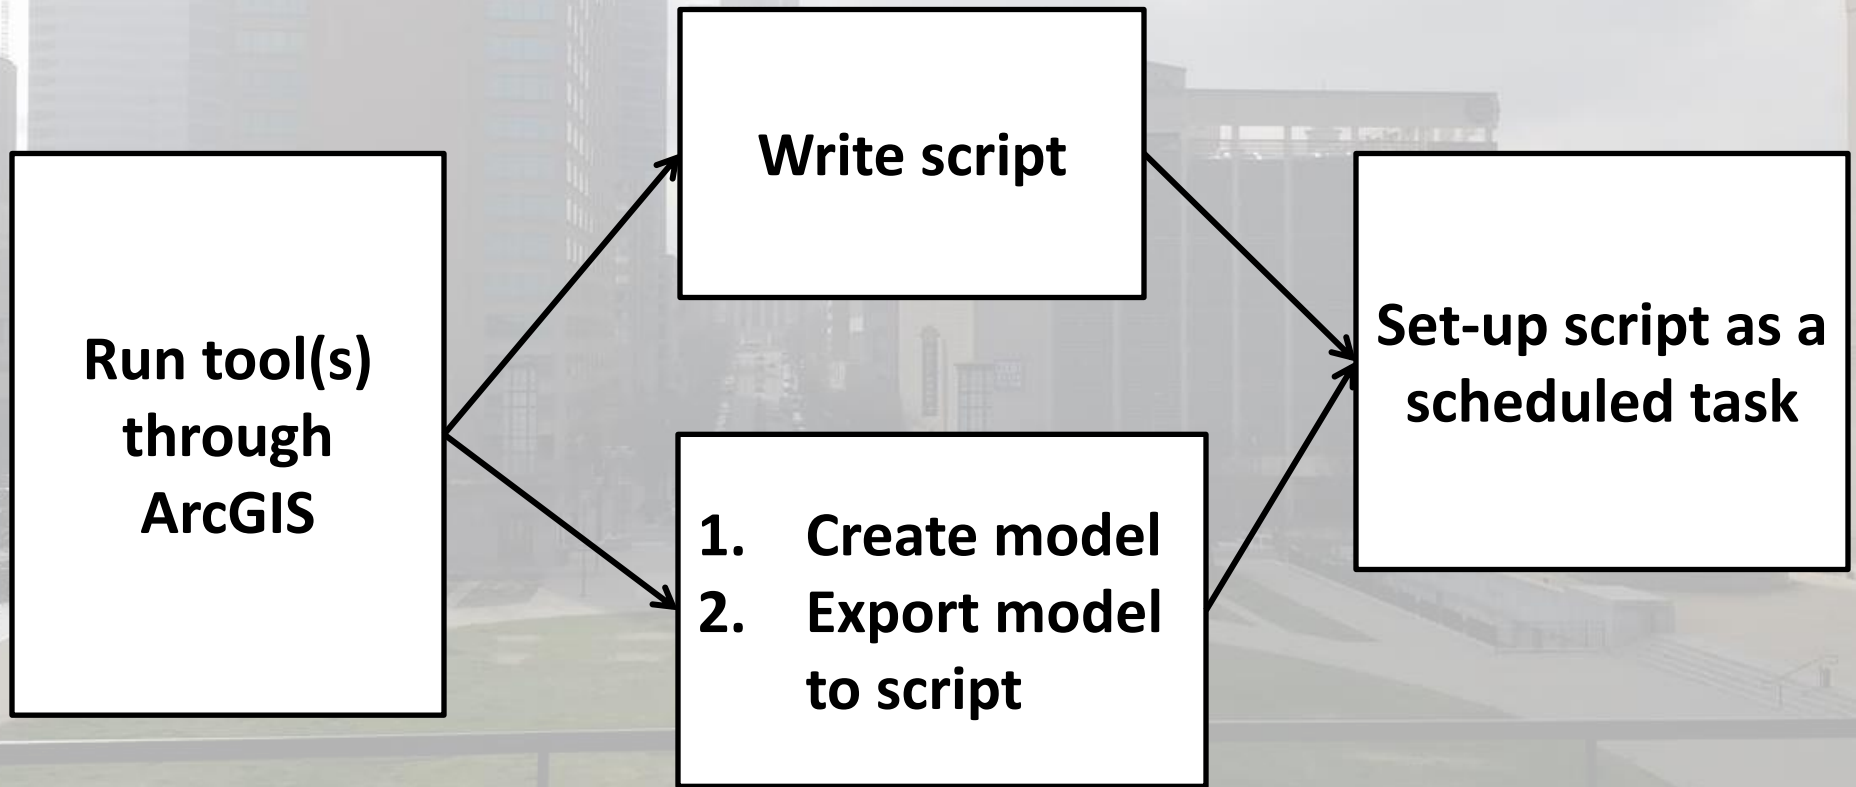 Run tool(s)
through
ArcGIS
Write script
1. Create model
2. Export model
to script
Set-up script as a
scheduled task